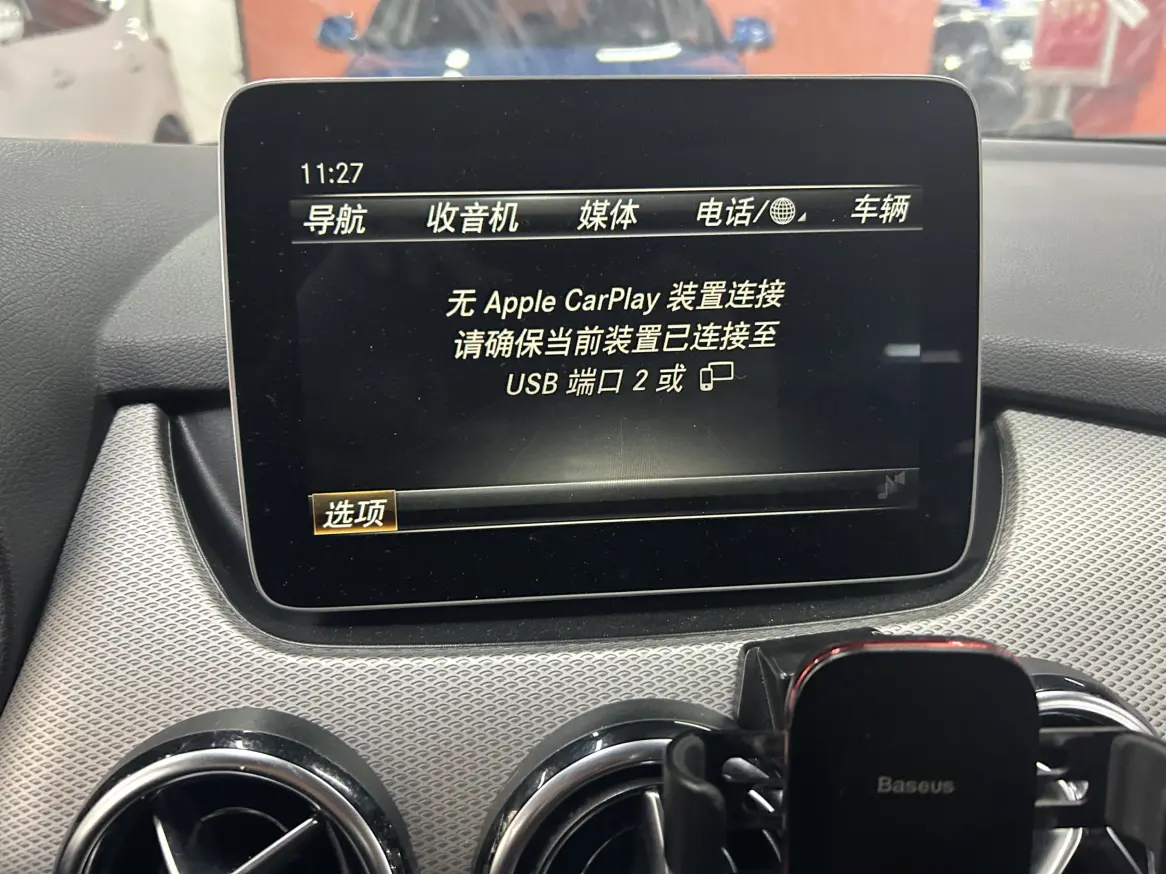 11:27
导航 收音机 媒体 电话/ 车辆
无 Apple CarPlay 装置连接
请确保当前装置已连接至
USB 端口 2 或
选项
Baseus